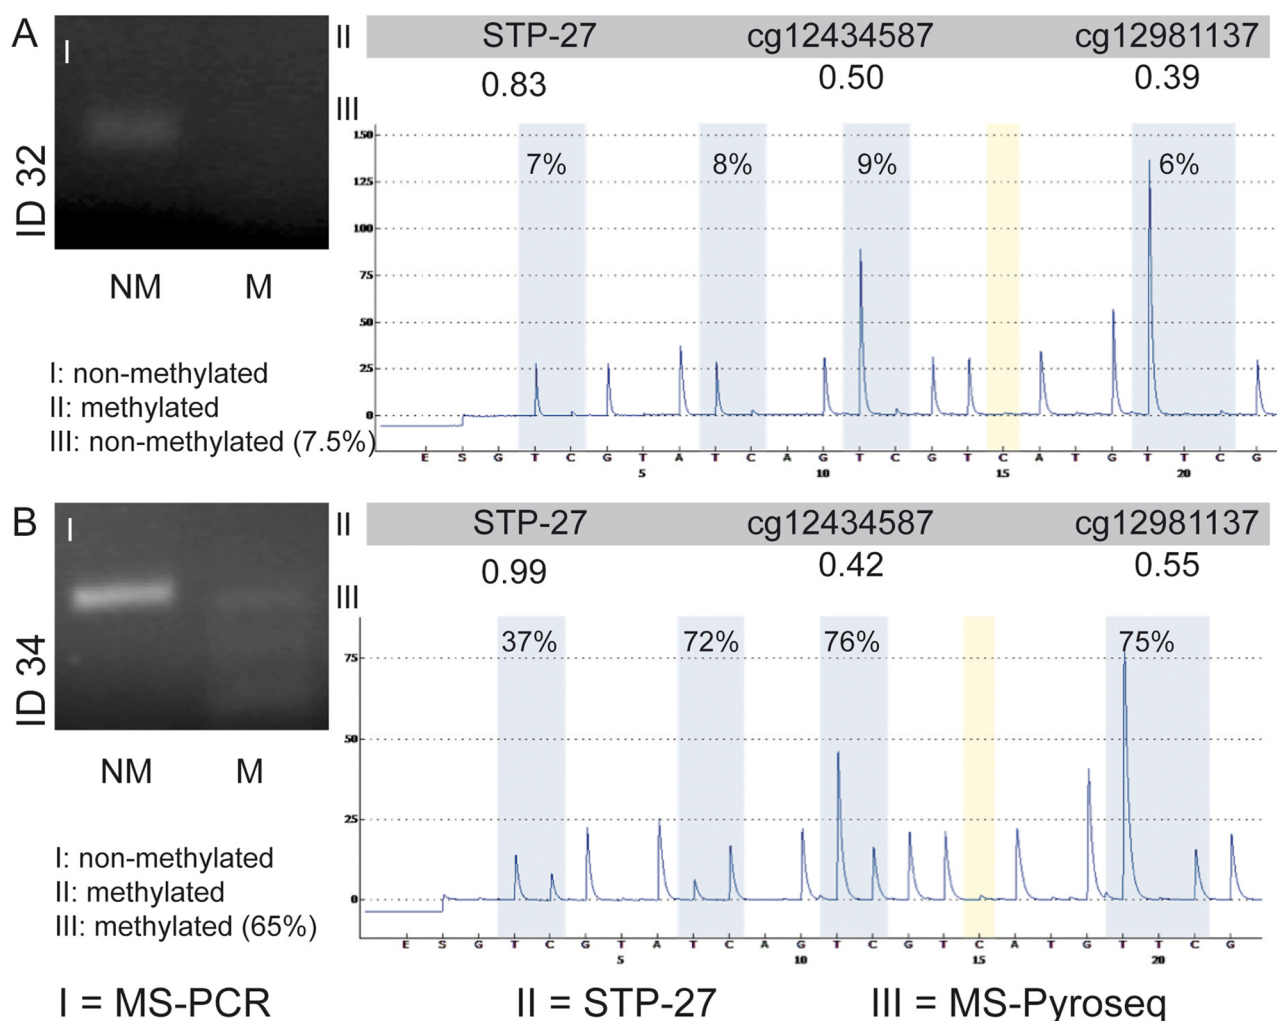 A
I
II
STP-27 cg12434587 cg12981137
0.83 0.50 0.39
III
ID 32
150
125
100
75
50
25
0
7% 8% 9% 6%
E S G T C G T A T C A G T C G T C A T G T T C G
5 10 15 20
NM M
I: non-methylated
II: methylated
III: non-methylated (7.5%)
B
I
II
STP-27 cg12434587 cg12981137
0.99 0.42 0.55
III
ID 34
75
50
25
0
37% 72% 76% 75%
E S G T C G T A T C A G T C G T C A T G T T C G
5 10 15 20
NM M
I: non-methylated
II: methylated
III: methylated (65%)
I = MS-PCR II = STP-27 III = MS-Pyroseq